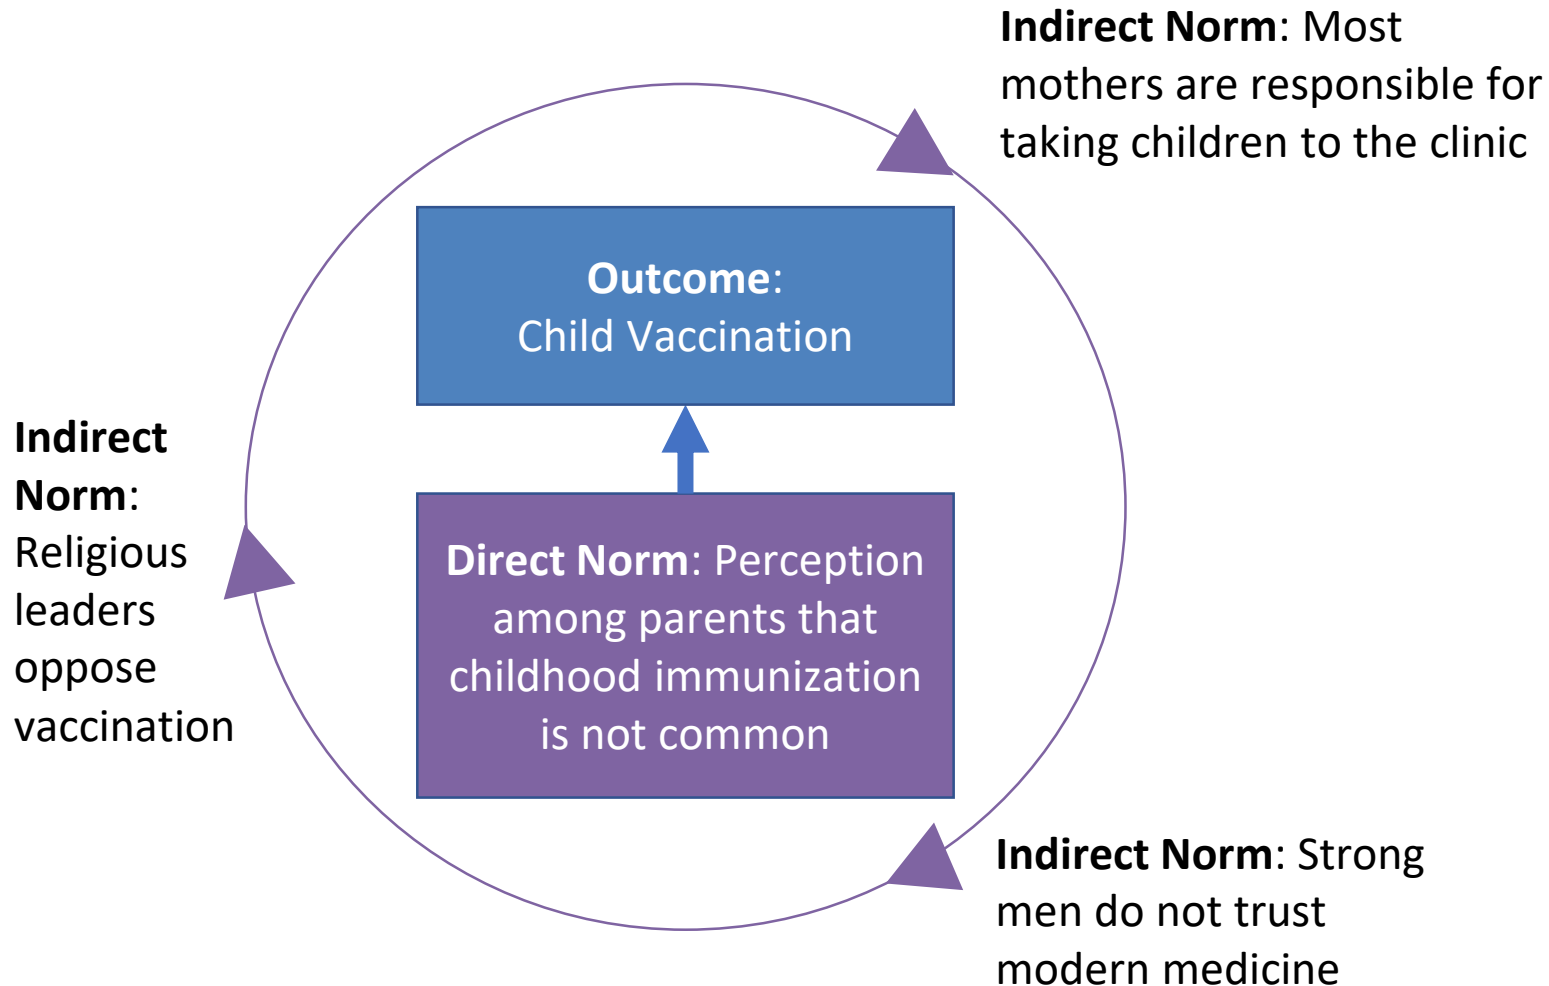 Indirect Norm: Most
mothers are responsible for
taking children to the clinic
Outcome:
Child Vaccination
Indirect
Norm:
Religious
leaders
oppose
vaccination
Direct Norm: Perception
among parents that
childhood immunization
is not common
Indirect Norm: Strong
men do not trust
modern medicine